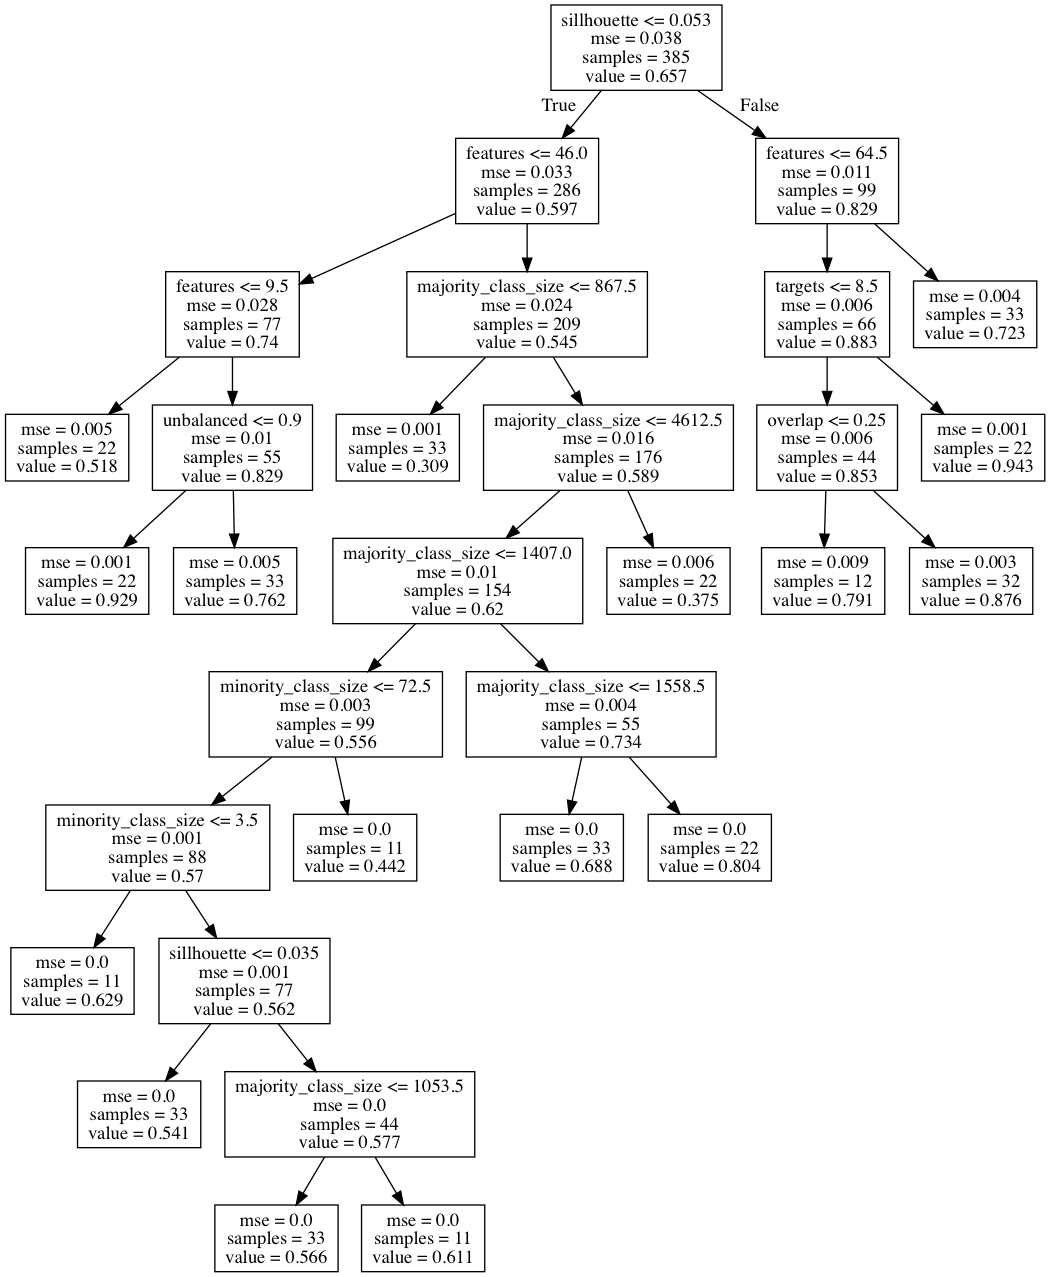 sillhouette <= 0.053
mse = 0.038
samples = 385
value = 0.657
True
False
features <= 46.0
mse = 0.033
samples = 286
value = 0.597
features <= 64.5
mse = 0.011
samples = 99
value = 0.829
features <= 9.5
mse = 0.028
samples = 77
value = 0.74
majority_class_size <= 867.5
mse = 0.024
samples = 209
value = 0.545
targets <= 8.5
mse = 0.006
samples = 66
value = 0.883
mse = 0.004
samples = 33
value = 0.723
mse = 0.005
samples = 22
value = 0.518
unbalanced <= 0.9
mse = 0.01
samples = 55
value = 0.829
mse = 0.001
samples = 33
value = 0.309
majority_class_size <= 4612.5
mse = 0.016
samples = 176
value = 0.589
overlap <= 0.25
mse = 0.006
samples = 44
value = 0.853
mse = 0.001
samples = 22
value = 0.943
mse = 0.001
samples = 22
value = 0.929
mse = 0.005
samples = 33
value = 0.762
majority_class_size <= 1407.0
mse = 0.01
samples = 154
value = 0.62
mse = 0.006
samples = 22
value = 0.375
mse = 0.009
samples = 12
value = 0.791
mse = 0.003
samples = 32
value = 0.876
minority_class_size <= 72.5
mse = 0.003
samples = 99
value = 0.556
majority_class_size <= 1558.5
mse = 0.004
samples = 55
value = 0.734
minority_class_size <= 3.5
mse = 0.001
samples = 88
value = 0.57
mse = 0.0
samples = 11
value = 0.442
mse = 0.0
samples = 33
value = 0.688
mse = 0.0
samples = 22
value = 0.804
mse = 0.0
samples = 11
value = 0.629
sillhouette <= 0.035
mse = 0.001
samples = 77
value = 0.562
mse = 0.0
samples = 33
value = 0.541
majority_class_size <= 1053.5
mse = 0.0
samples = 44
value = 0.577
mse = 0.0
samples = 33
value = 0.566
mse = 0.0
samples = 11
value = 0.611